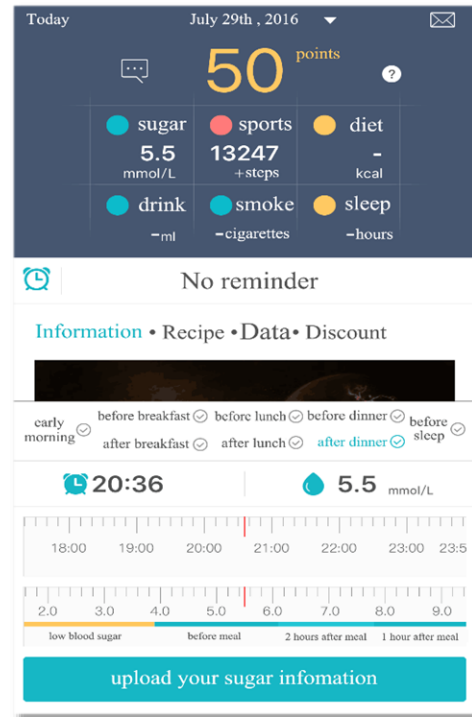 Today July 29th , 2016
50 points
?
sugar sports diet
5.5 13247 -
mmol/L +steps kcal
drink smoke sleep
-ml -cigarettes -hours
No reminder
Information • Recipe •Data• Discount
early morning before breakfast before lunch before dinner before sleep
after breakfast after lunch after dinner
20:36 5.5 mmol/L
18:00 19:00 20:00 21:00 22:00 23:00 23:5
2.0 3.0 4.0 5.0 6.0 7.0 8.0 9.0
low blood sugar before meal 2 hours after meal 1 hour after meal
upload your sugar infomation